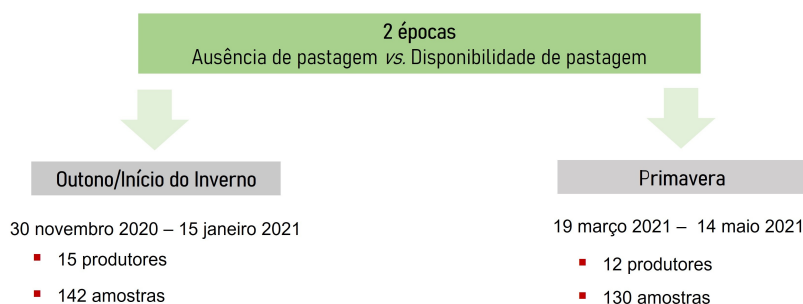 2 épocas
Ausência de pastagem vs. Disponibilidade de pastagem
Outono/Início do Inverno
30 novembro 2020 – 15 janeiro 2021
15 produtores
142 amostras
Primavera
19 março 2021 – 14 maio 2021
12 produtores
130 amostras